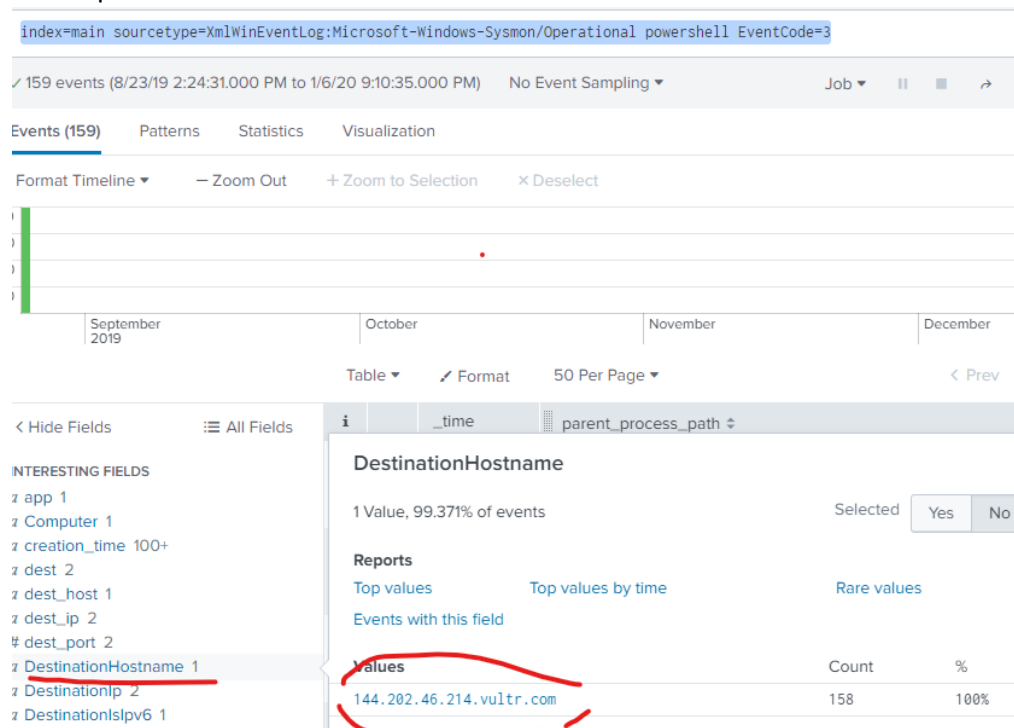 index=main sourcetype=XmlWinEventLog:Microsoft-Windows-Sysmon/Operational powershell EventCode=3
✓ 159 events (8/23/19 2:24:31.000 PM to 1/6/20 9:10:35.000 PM) No Event Sampling ▾ Job ▾
Events (159) Patterns Statistics Visualization
Format Timeline ▾ — Zoom Out + Zoom to Selection × Deselect
September October November December
2019
Table ▾ Format 50 Per Page ▾ < Prev
< Hide Fields All Fields i _time parent_process_path
INTERESTING FIELDS
a app 1
a Computer 1
a creation_time 100+
a dest 2
a dest_host 1
a dest_ip 2
# dest_port 2
a DestinationHostname 1
a DestinationIp 2
a DestinationIsIpv6 1
DestinationHostname
1 Value, 99.371% of events Selected Yes No
Reports
Top values Top values by time Rare values
Events with this field
Values Count %
144.202.46.214.vultr.com 158 100%